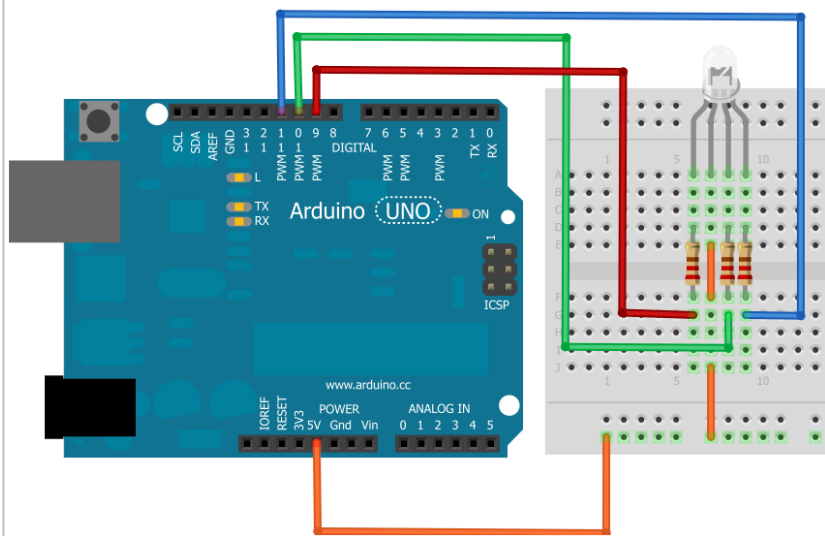 SCL
SDA
AREF
GND
13
12
PWM 11
PWM 10
PWM 9
8
7
PWM 6
PWM 5
4
PWM 3
2
TX 1
RX 0
DIGITAL
L
TX
RX
Arduino UNO
ON
1
ICSP
www.arduino.cc
POWER
ANALOG IN
IOREF
RESET
3V3
5V
Gnd
Vin
0 1 2 3 4 5
1 5 10
A
B
C
D
E
F
G
H
I
J
1 5 10